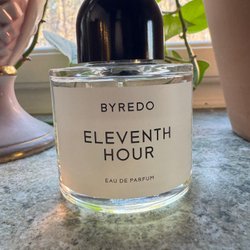 BYREDO
ELEVENTH
HOUR
EAU DE PARFUM